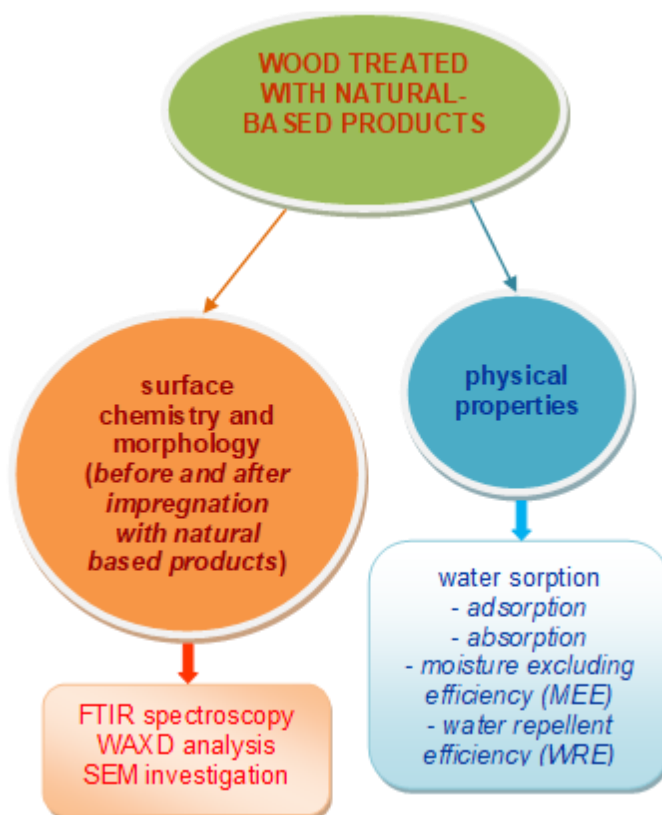 WOOD TREATED
WITH NATURAL-
BASED PRODUCTS
surface
chemistry and
morphology
(before and after
impregnation
with natural
based products)
FTIR spectroscopy
WAXD analysis
SEM investigation
physical
properties
water sorption
- adsorption
- absorption
- moisture excluding
efficiency (MEE)
- water repellent
efficiency (WRE)